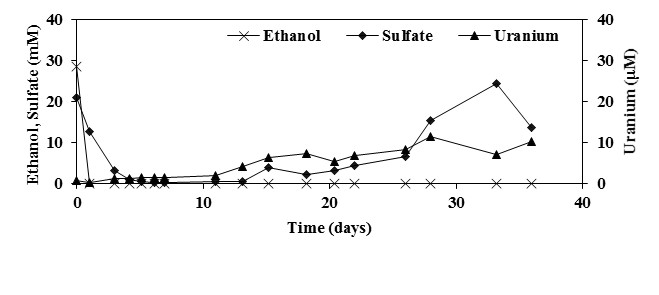 Ethanol Sulfate Uranium
Ethanol, Sulfate (mM)
40
30
20
10
0
40
30
20
10
0
Uranium (µM)
0 10 20 30 40
Time (days)